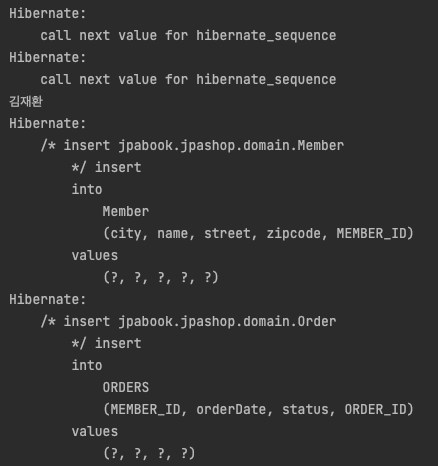 Hibernate:
    call next value for hibernate_sequence
Hibernate:
    call next value for hibernate_sequence
김재환
Hibernate:
    /* insert jpabook.jpashop.domain.Member
        */ insert
        into
            Member
            (city, name, street, zipcode, MEMBER_ID)
        values
            (?, ?, ?, ?, ?)
Hibernate:
    /* insert jpabook.jpashop.domain.Order
        */ insert
        into
            ORDERS
            (MEMBER_ID, orderDate, status, ORDER_ID)
        values
            (?, ?, ?, ?)